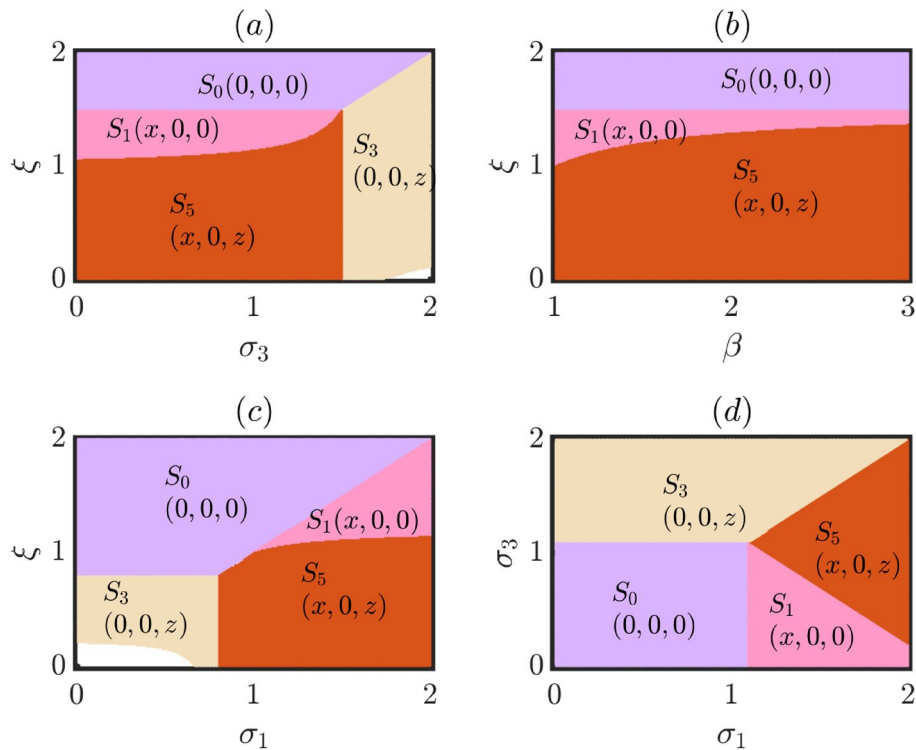 (a)
2
ξ
1
0
S₀(0, 0, 0)
S₁(x, 0, 0)
S₃
(0, 0, z)
S₅
(x, 0, z)
0 1 2
σ₃
(b)
2
ξ
1
0
S₀(0, 0, 0)
S₁(x, 0, 0)
S₅
(x, 0, z)
1 2 3
β
(c)
2
ξ
1
0
S₀
(0, 0, 0)
S₁(x, 0, 0)
S₃
(0, 0, z)
S₅
(x, 0, z)
0 1 2
σ₁
(d)
2
σ₃
1
0
S₃
(0, 0, z)
S₅
(x, 0, z)
S₀
(0, 0, 0)
S₁
(x, 0, 0)
0 1 2
σ₁